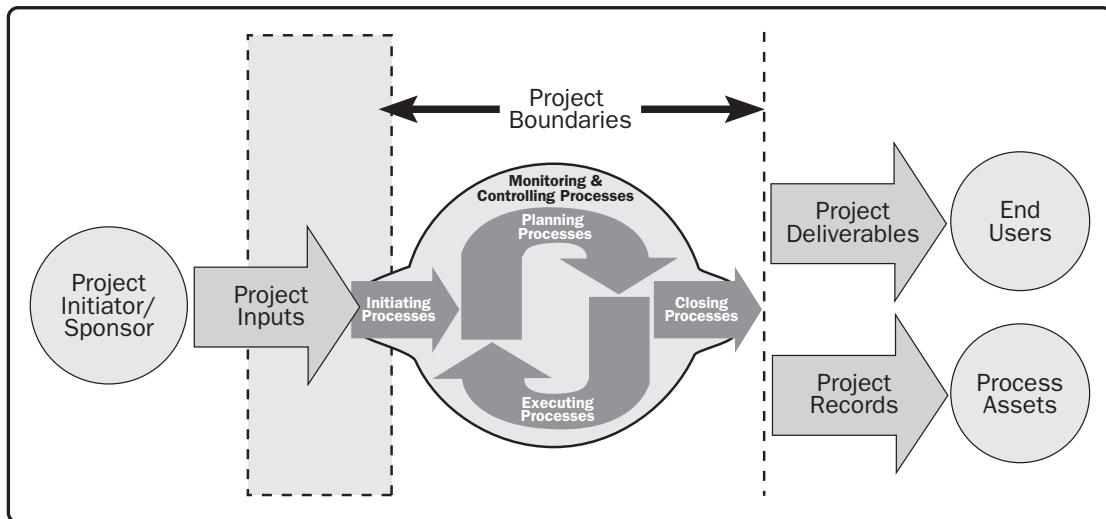 Project
Boundaries
Monitoring &
Controlling Processes
Planning
Processes
Project
Initiator/
Sponsor
Project
Inputs
Initiating
Processes
Closing
Processes
Executing
Processes
Project
Deliverables
End
Users
Project
Records
Process
Assets